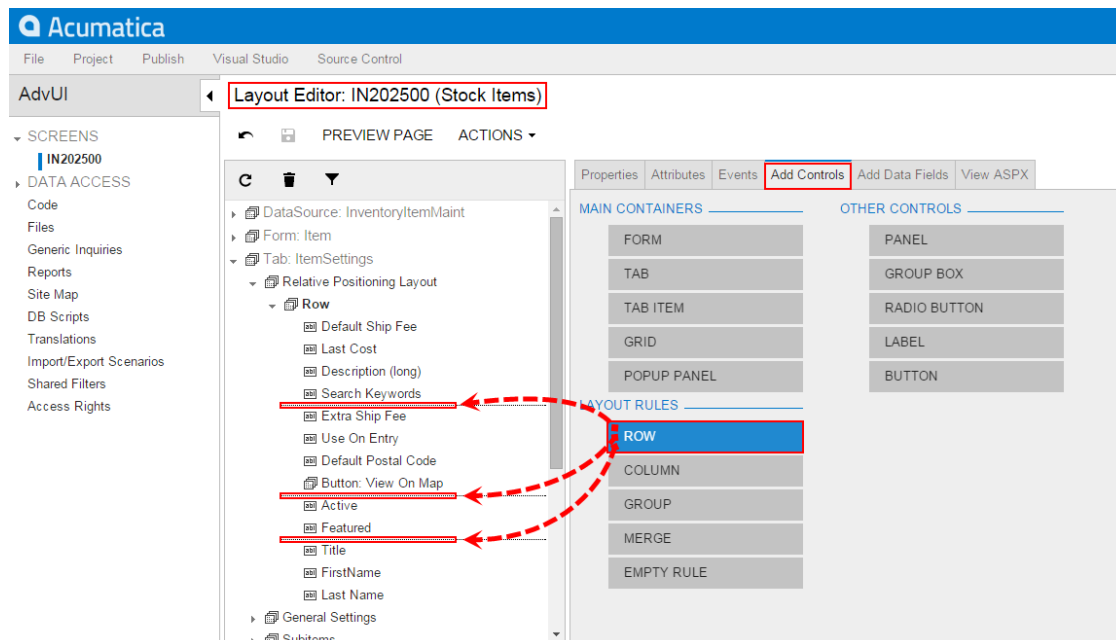 Acumatica
File Project Publish Visual Studio Source Control
AdvUI
Layout Editor: IN202500 (Stock Items)
SCREENS
IN202500
DATA ACCESS
Code
Files
Generic Inquiries
Reports
Site Map
DB Scripts
Translations
Import/Export Scenarios
Shared Filters
Access Rights
PREVIEW PAGE ACTIONS
DataSource: InventoryItemMaint
Form: Item
Tab: ItemSettings
Relative Positioning Layout
Row
Default Ship Fee
Last Cost
Description (long)
Search Keywords
Extra Ship Fee
Use On Entry
Default Postal Code
Button: View On Map
Active
Featured
Title
FirstName
Last Name
General Settings
Subitems
Properties Attributes Events Add Controls Add Data Fields View ASPX
MAIN CONTAINERS
FORM
TAB
TAB ITEM
GRID
POPUP PANEL
LAYOUT RULES
ROW
COLUMN
GROUP
MERGE
EMPTY RULE
OTHER CONTROLS
PANEL
GROUP BOX
RADIO BUTTON
LABEL
BUTTON